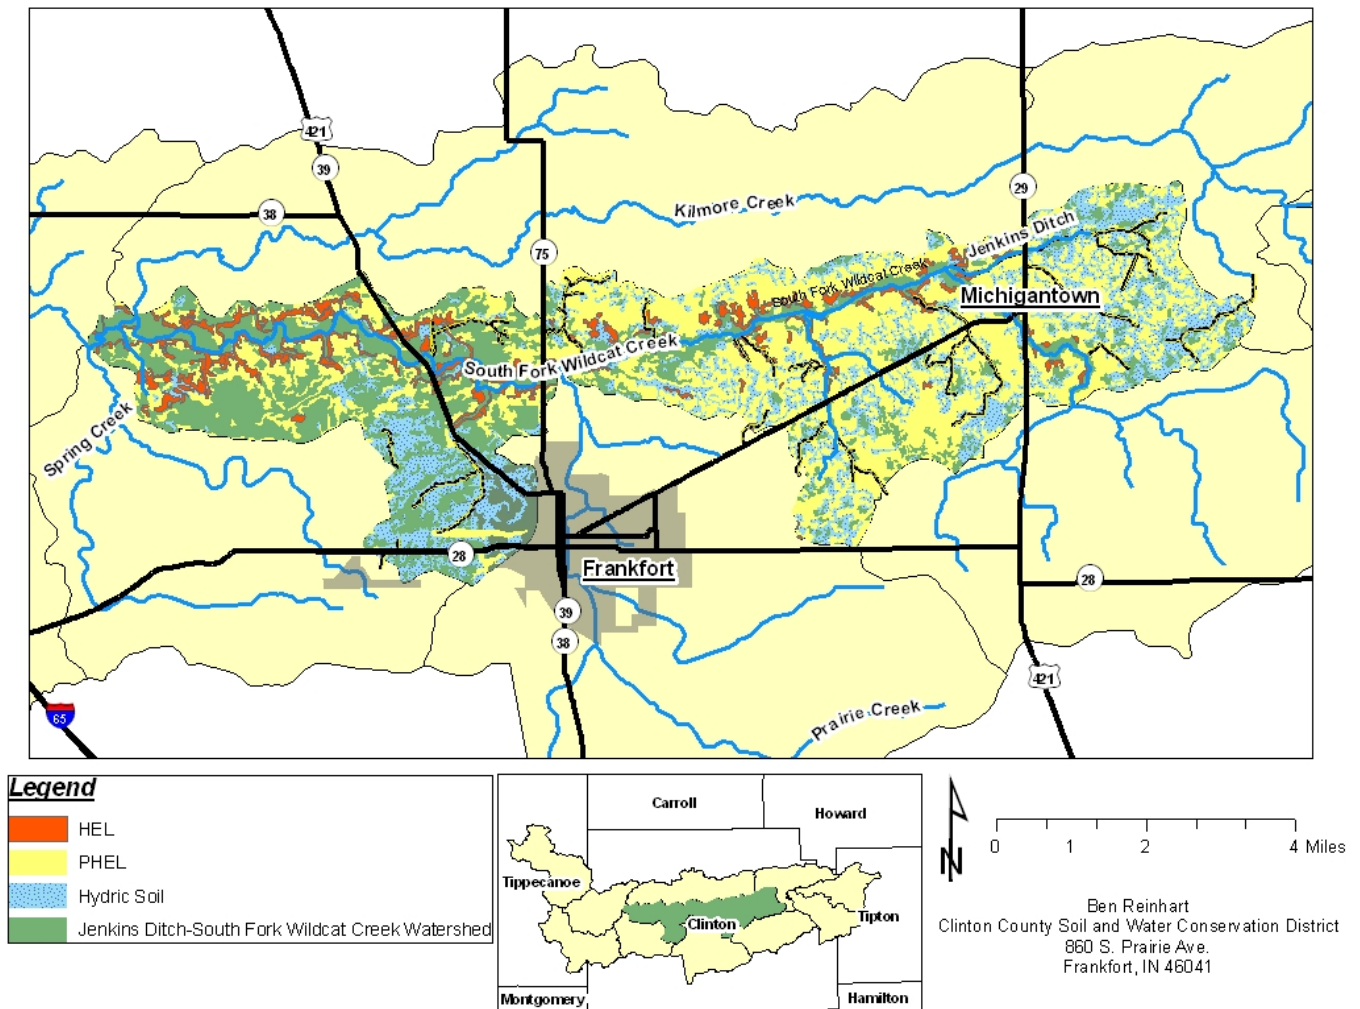 421
39
38
75
29
Kilmore Creek
Jenkins Ditch
South Fork Wildcat Creek
Michigantown
South Fork Wildcat Creek
Spring Creek
28
Frankfort
28
39
38
421
65
Prairie Creek
Legend
HEL
PHEL
Hydric Soil
Jenkins Ditch-South Fork Wildcat Creek Watershed
Carroll
Howard
Tippecanoe
Clinton
Tipton
Montgomery
Hamilton
N
0 1 2 4 Miles
Ben Reinhart
Clinton County Soil and Water Conservation District
860 S. Prairie Ave.
Frankfort, IN 46041